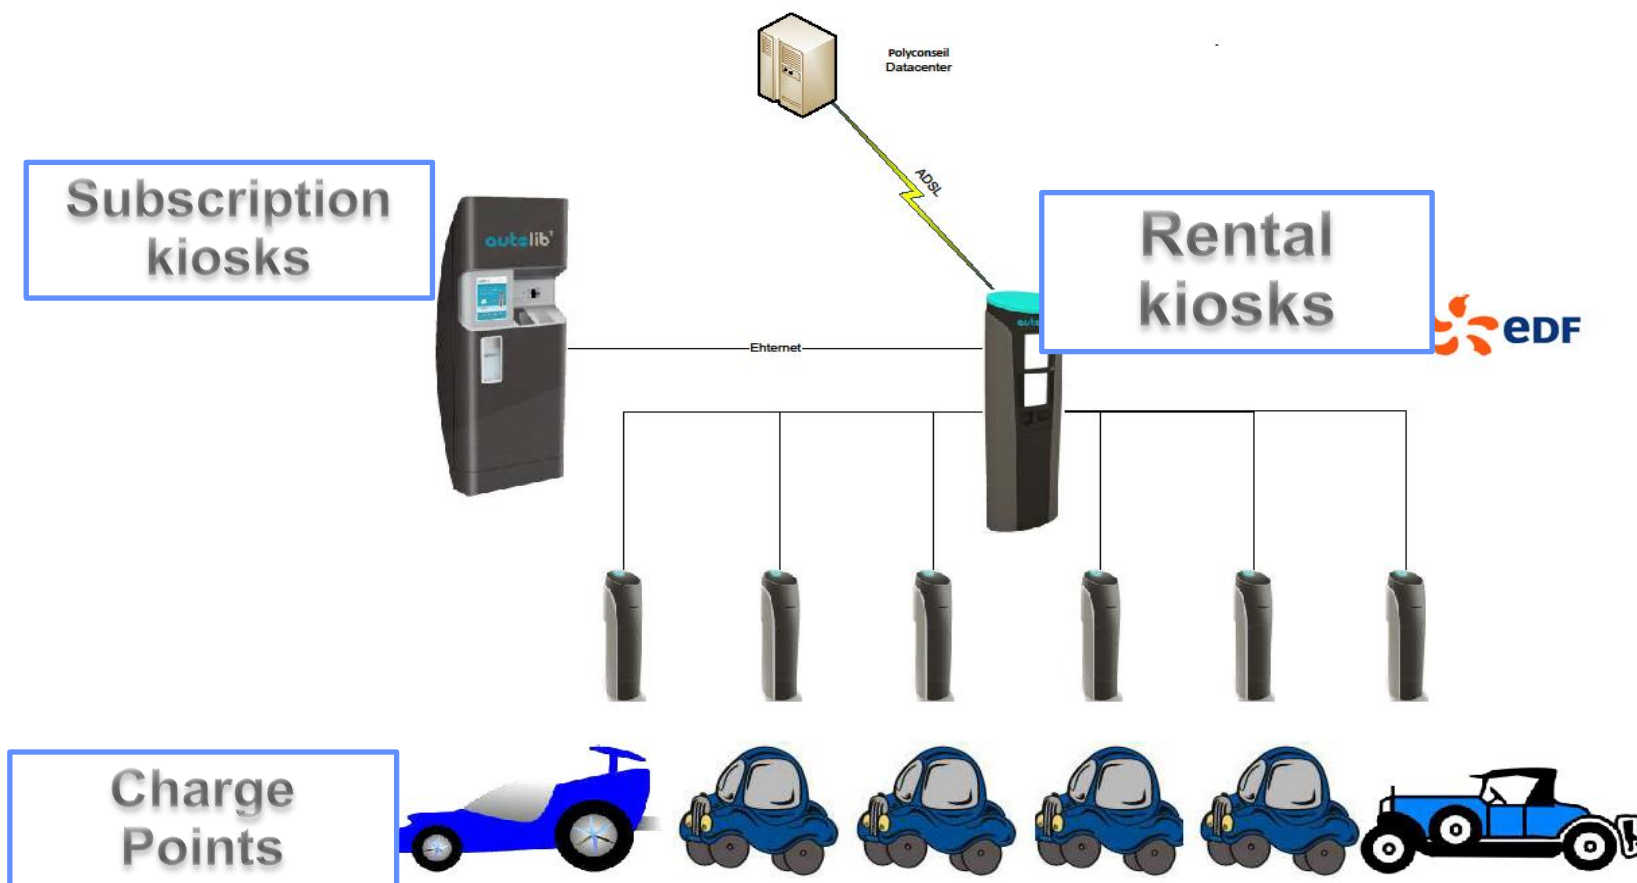 Polyconseil
Datacenter
ADSL
Subscription
kiosks
autolib'
Rental
kiosks
eDF
Ehternet
Charge
Points